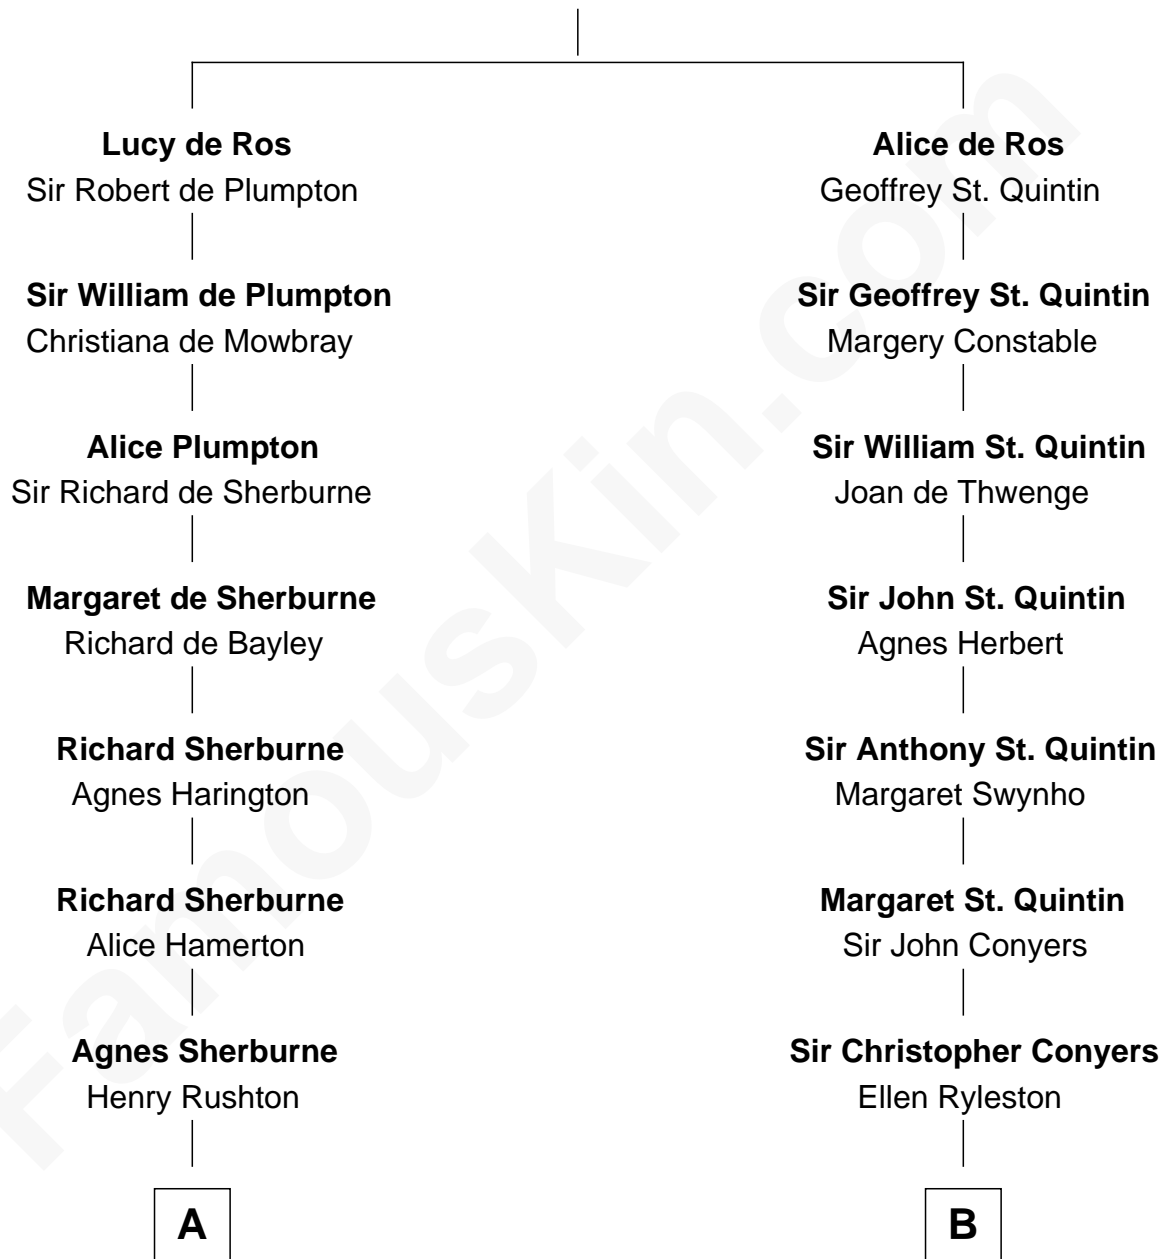 Lucy de Ros
Sir Robert de Plumpton
Sir William de Plumpton
Christiana de Mowbray
Alice Plumpton
Sir Richard de Sherburne
Margaret de Sherburne
Richard de Bayley
Richard Sherburne
Agnes Harington
Richard Sherburne
Alice Hamerton
Agnes Sherburne
Henry Rushton
A
Alice de Ros
Geoffrey St. Quintin
Sir Geoffrey St. Quintin
Margery Constable
Sir William St. Quintin
Joan de Thwenge
Sir John St. Quintin
Agnes Herbert
Sir Anthony St. Quintin
Margaret Swynho
Margaret St. Quintin
Sir John Conyers
Sir Christopher Conyers
Ellen Ryleston
B
FamousKin.com